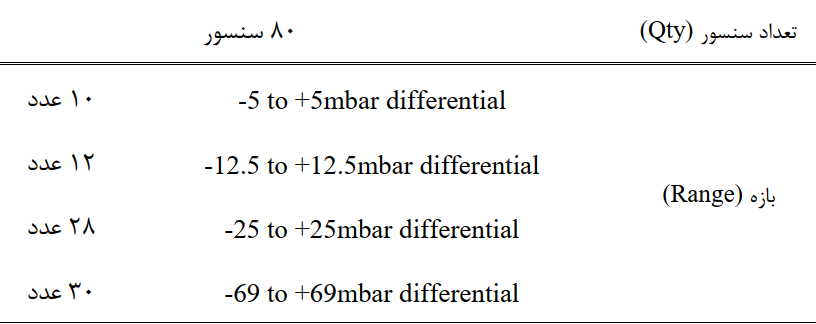 تعداد سنسور (Qty) ۸۰ سنسور
-5 to +5mbar differential ۱۰ عدد
-12.5 to +12.5mbar differential ۱۲ عدد
بازه (Range)
-25 to +25mbar differential ۲۸ عدد
-69 to +69mbar differential ۳۰ عدد